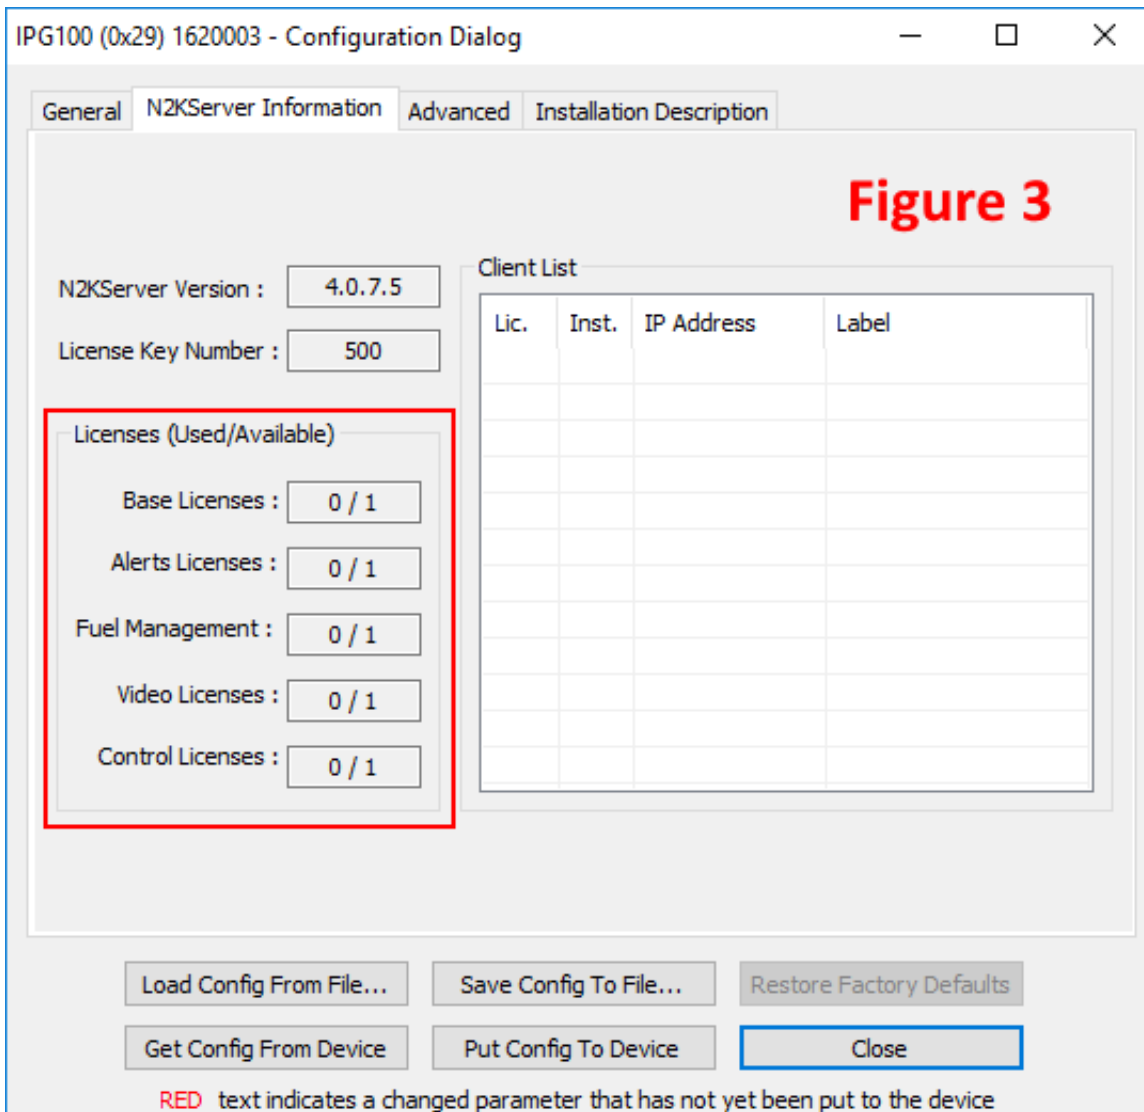 IPG100 (0x29) 1620003 - Configuration Dialog
General N2KServer Information Advanced Installation Description
Figure 3
N2KServer Version : 4.0.7.5
License Key Number : 500
Licenses (Used/Available)
Base Licenses : 0 / 1
Alerts Licenses : 0 / 1
Fuel Management : 0 / 1
Video Licenses : 0 / 1
Control Licenses : 0 / 1
Client List
Lic. Inst. IP Address Label
Load Config From File... Save Config To File... Restore Factory Defaults
Get Config From Device Put Config To Device Close
RED text indicates a changed parameter that has not yet been put to the device